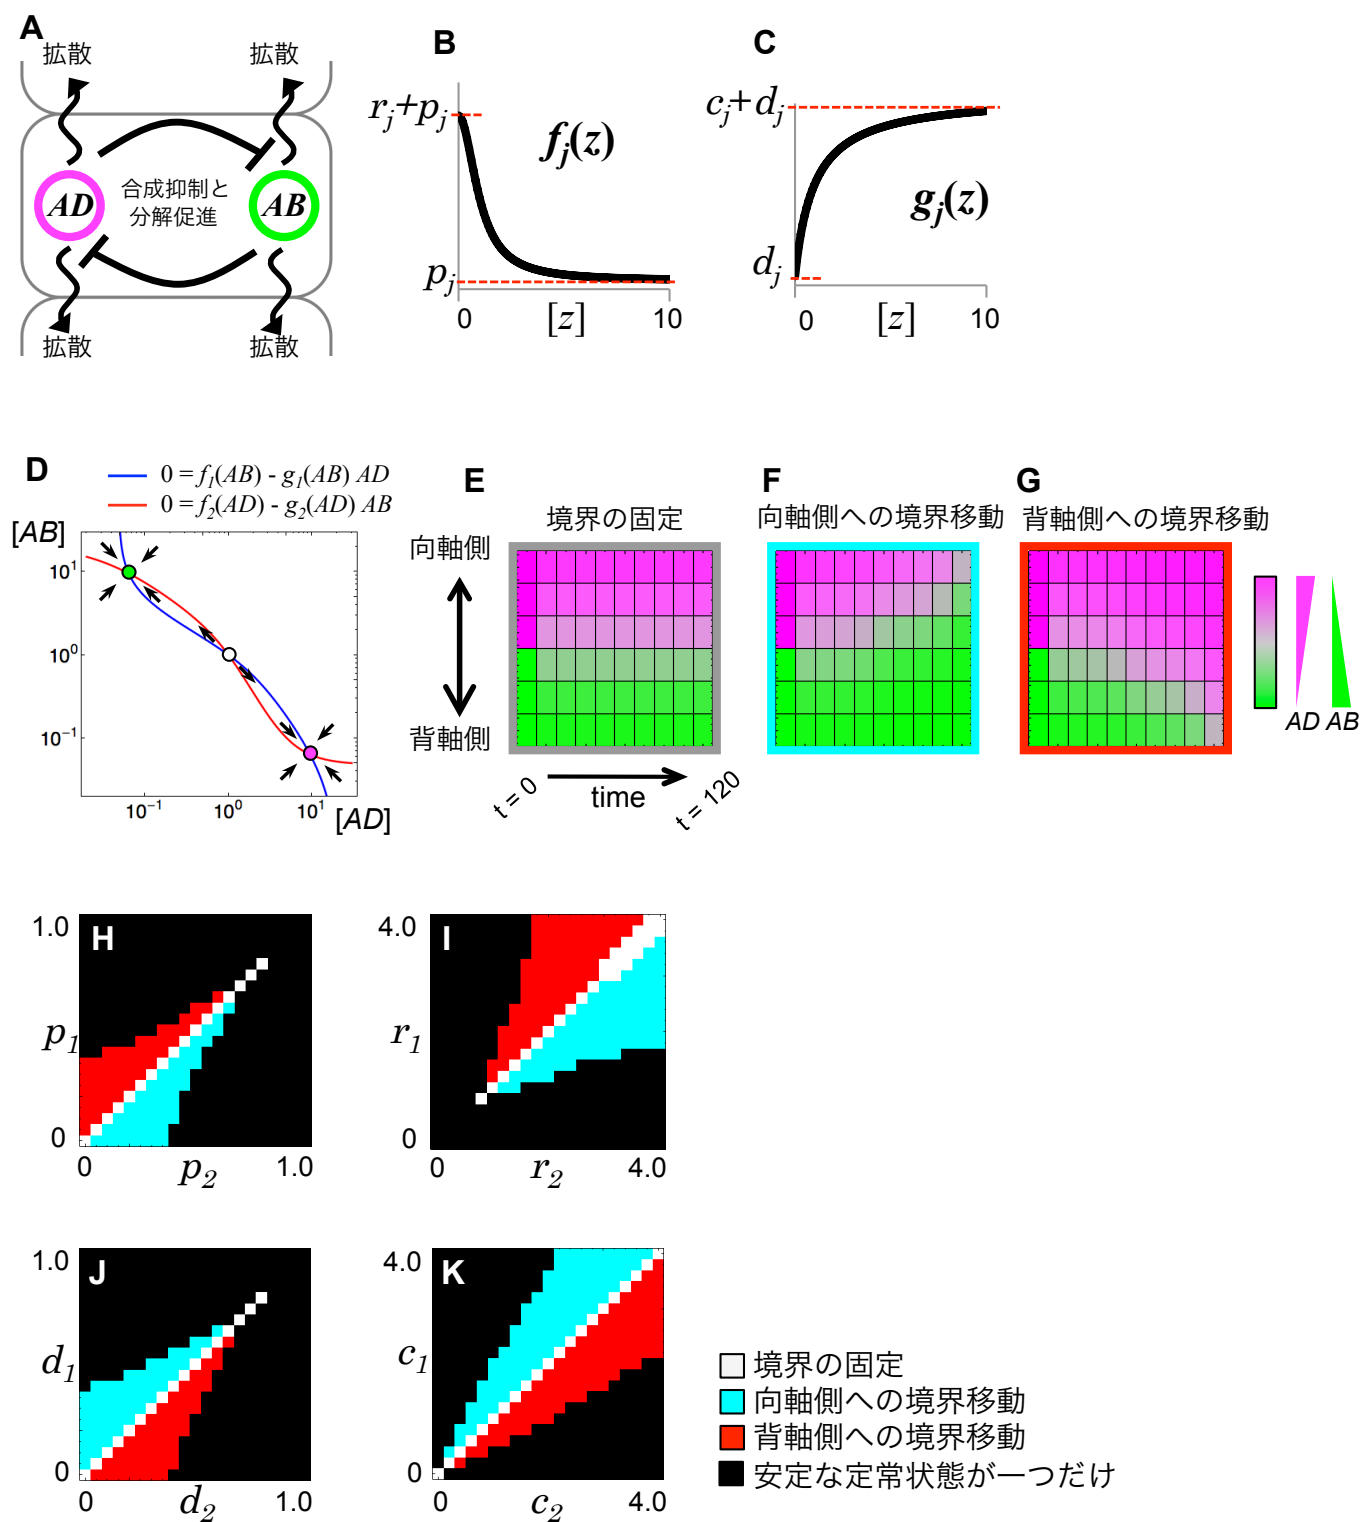 A
拡散
拡散
AD
合成抑制と
分解促進
AB
拡散
拡散
B
r_j+p_j
f_j(z)
p_j
0
[z]
10
C
c_j+d_j
g_j(z)
d_j
0
[z]
10
D
0 = f_1(AB) - g_1(AB) AD
0 = f_2(AD) - g_2(AD) AB
[AB]
10^1
10^0
10^−1
10^−1
10^0
10^1
[AD]
E
境界の固定
向軸側
背軸側
t = 0
time
t = 120
F
向軸側への境界移動
G
背軸側への境界移動
AD
AB
H
1.0
p_1
0
0
p_2
1.0
I
4.0
r_1
0
0
r_2
4.0
J
1.0
d_1
0
0
d_2
1.0
K
4.0
c_1
0
0
c_2
4.0
境界の固定
向軸側への境界移動
背軸側への境界移動
安定な定常状態が一つだけ